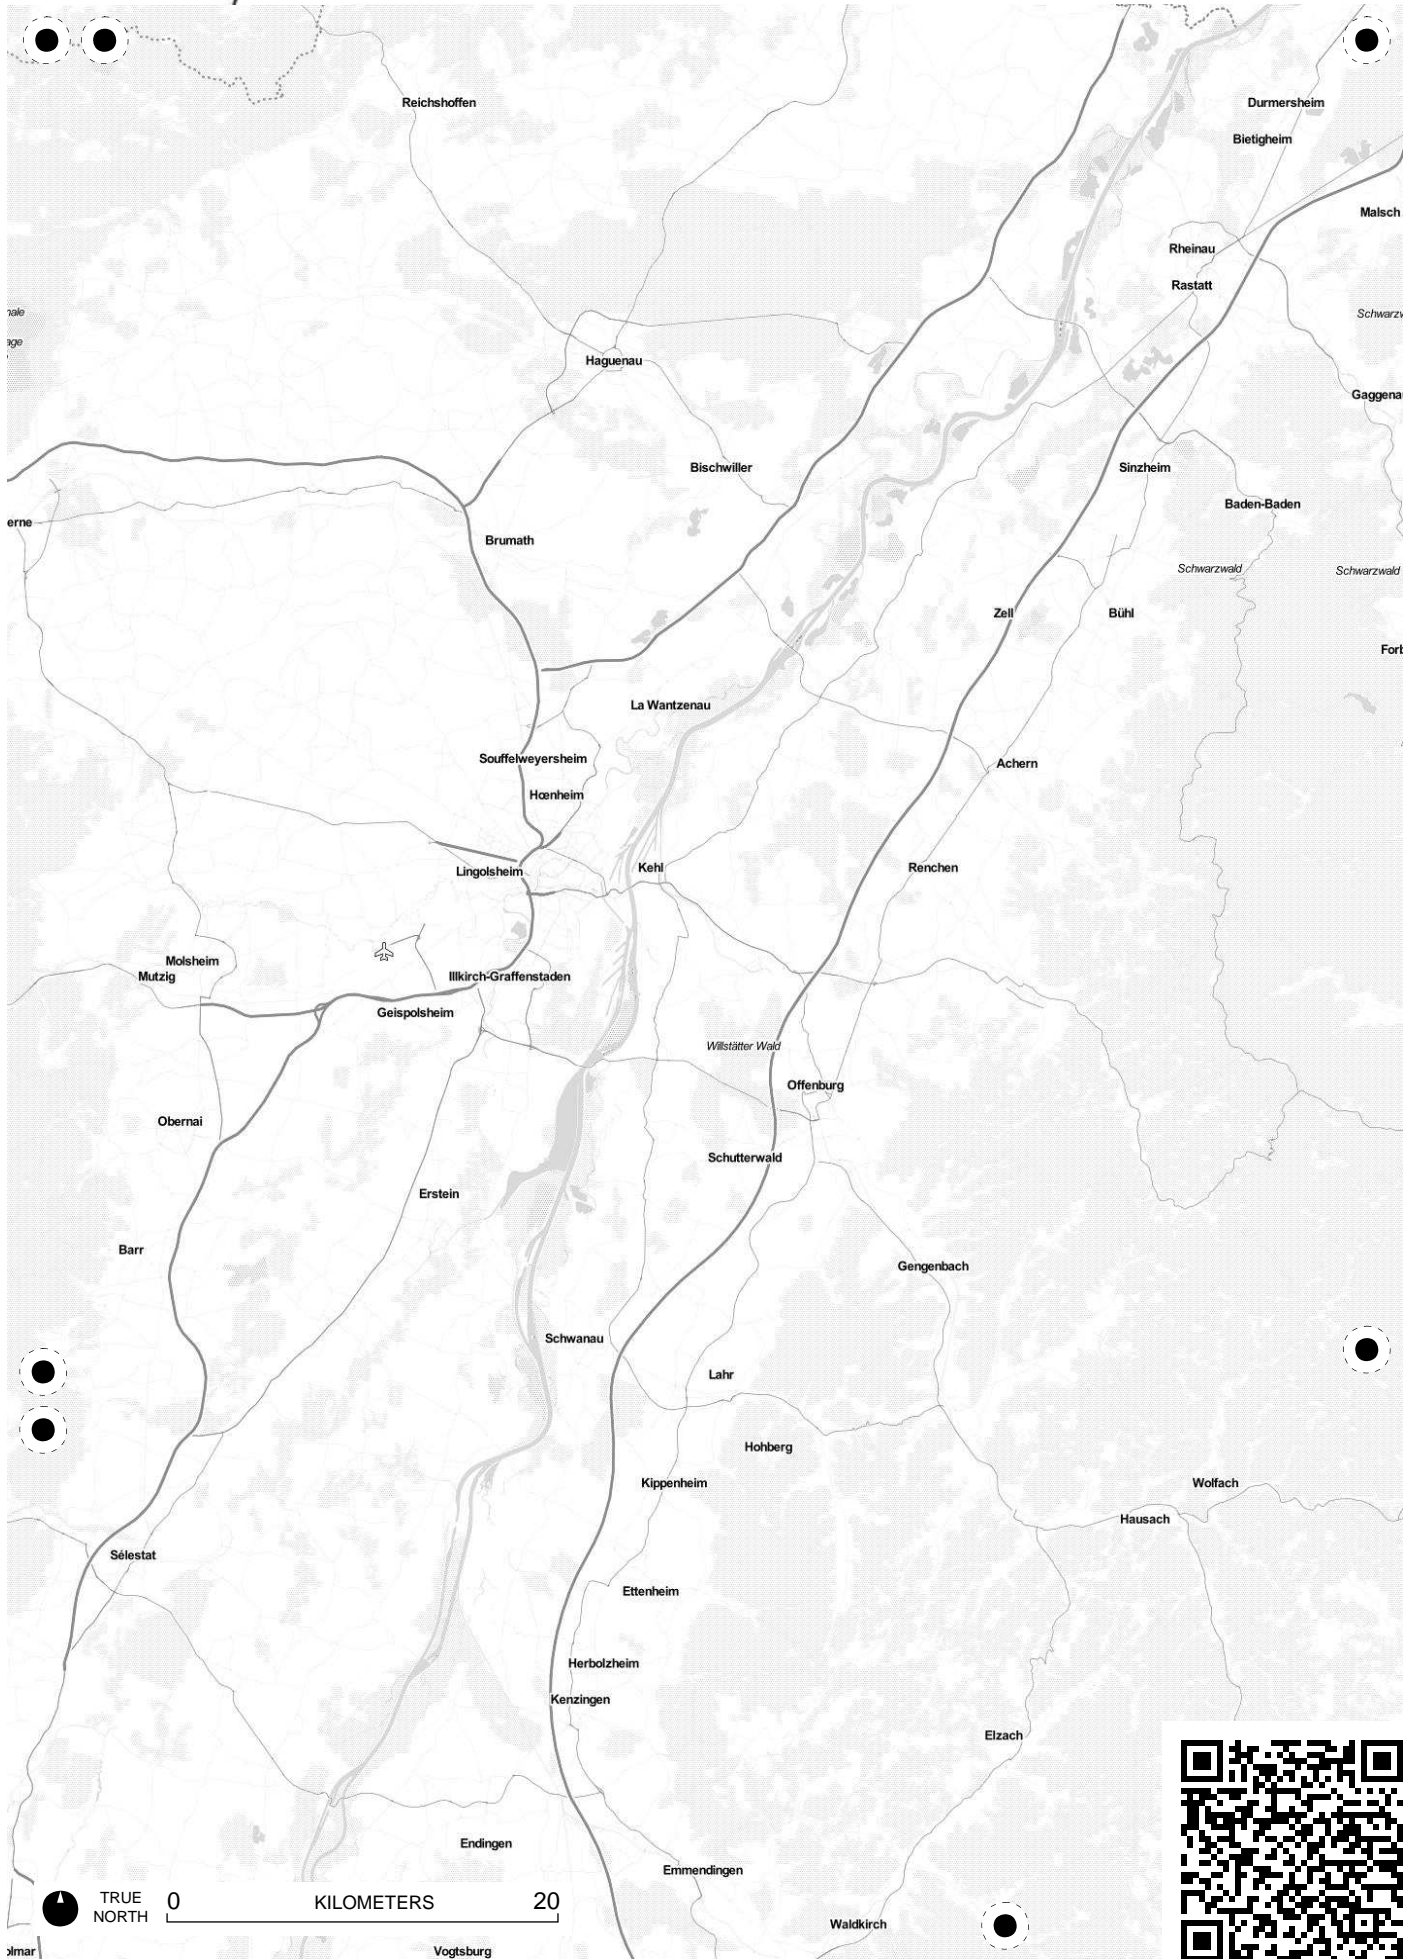 Reichshoffen
Durmersheim
Bietigheim
Malsch
Rheinau
Rastatt
Haguenau
Bischwiller
Sinzheim
Baden-Baden
erne
Brumath
Schwarzwald
Schwarzwald
Zell
Bühl
La Wantzenau
Souffelweyersheim
Achern
Hœnheim
Lingolsheim
Kehl
Renchen
Molsheim
Mutzig
Illkirch-Graffenstaden
Geispolsheim
Willstätter Wald
Offenburg
Obernai
Schutterwald
Erstein
Barr
Gengenbach
Schwanau
Lahr
Hohberg
Kippenheim
Wolfach
Hausach
Sélestat
Ettenheim
Herbolzheim
Kenzingen
Elzach
Endingen
Emmendingen
TRUE
NORTH
0 KILOMETERS 20
Waldkirch
olmar
Vogtsburg